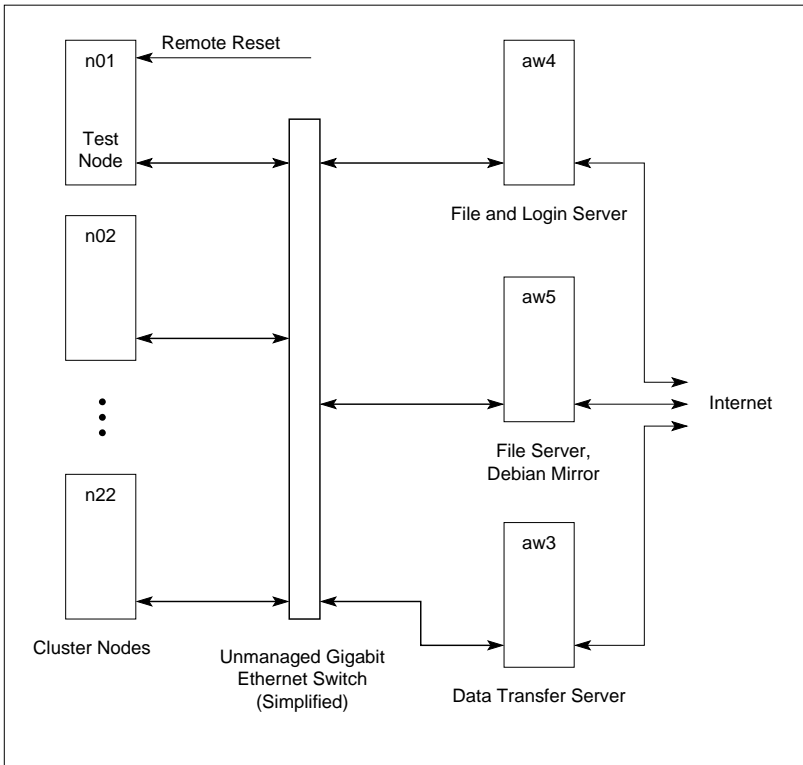 Remote Reset
n01
Test
Node
n02
n22
Cluster Nodes
Unmanaged Gigabit
Ethernet Switch
(Simplified)
aw4
File and Login Server
aw5
File Server,
Debian Mirror
aw3
Data Transfer Server
Internet